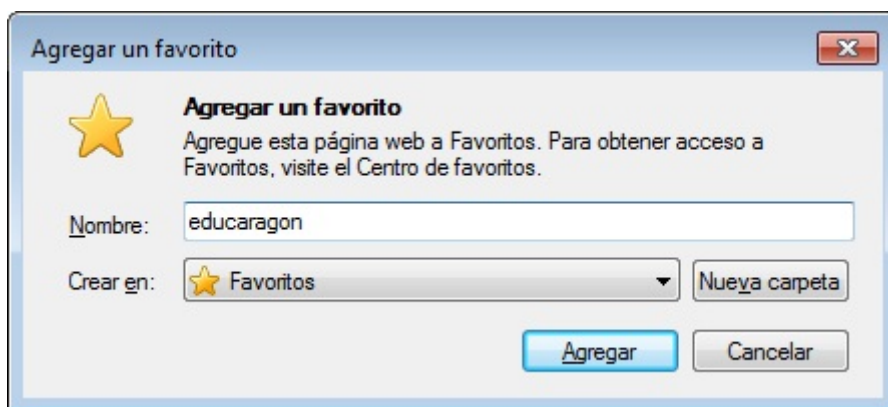 Agregar un favorito
Agregar un favorito
Agregue esta página web a Favoritos. Para obtener acceso a
Favoritos, visite el Centro de favoritos.
Nombre: educaragon
Crear en: Favoritos Nueva carpeta
Agregar Cancelar